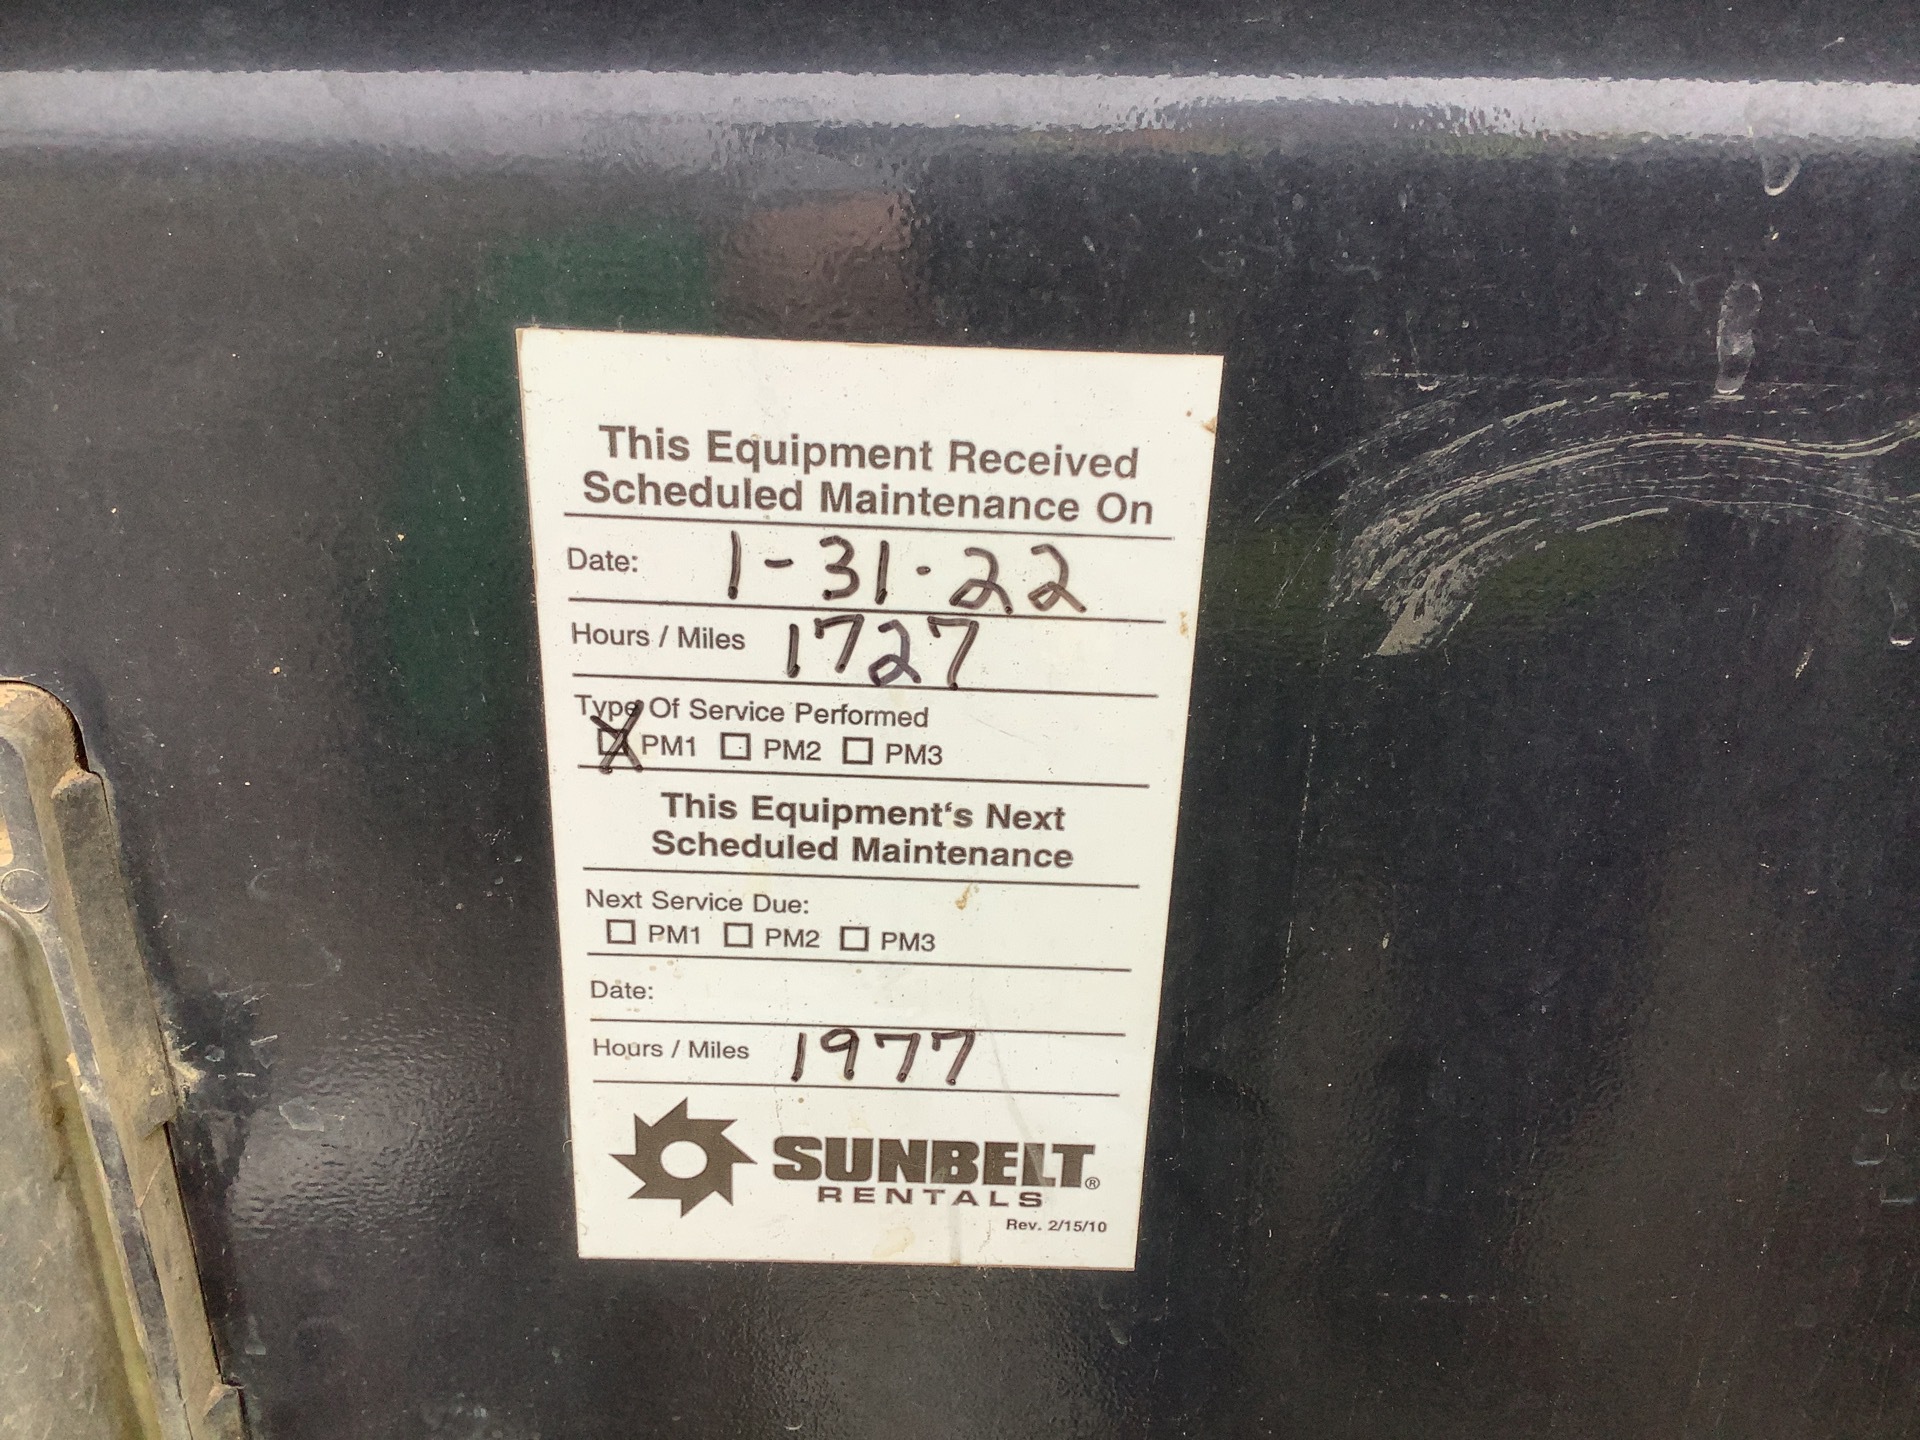 This Equipment Received
Scheduled Maintenance On
Date: 1-31-22
Hours / Miles 1727
Type Of Service Performed
☒ PM1 ☐ PM2 ☐ PM3
This Equipment‘s Next
Scheduled Maintenance
Next Service Due:
☐ PM1 ☐ PM2 ☐ PM3
Date:
Hours / Miles 1977
SUNBELT®
RENTALS
Rev. 2/15/10